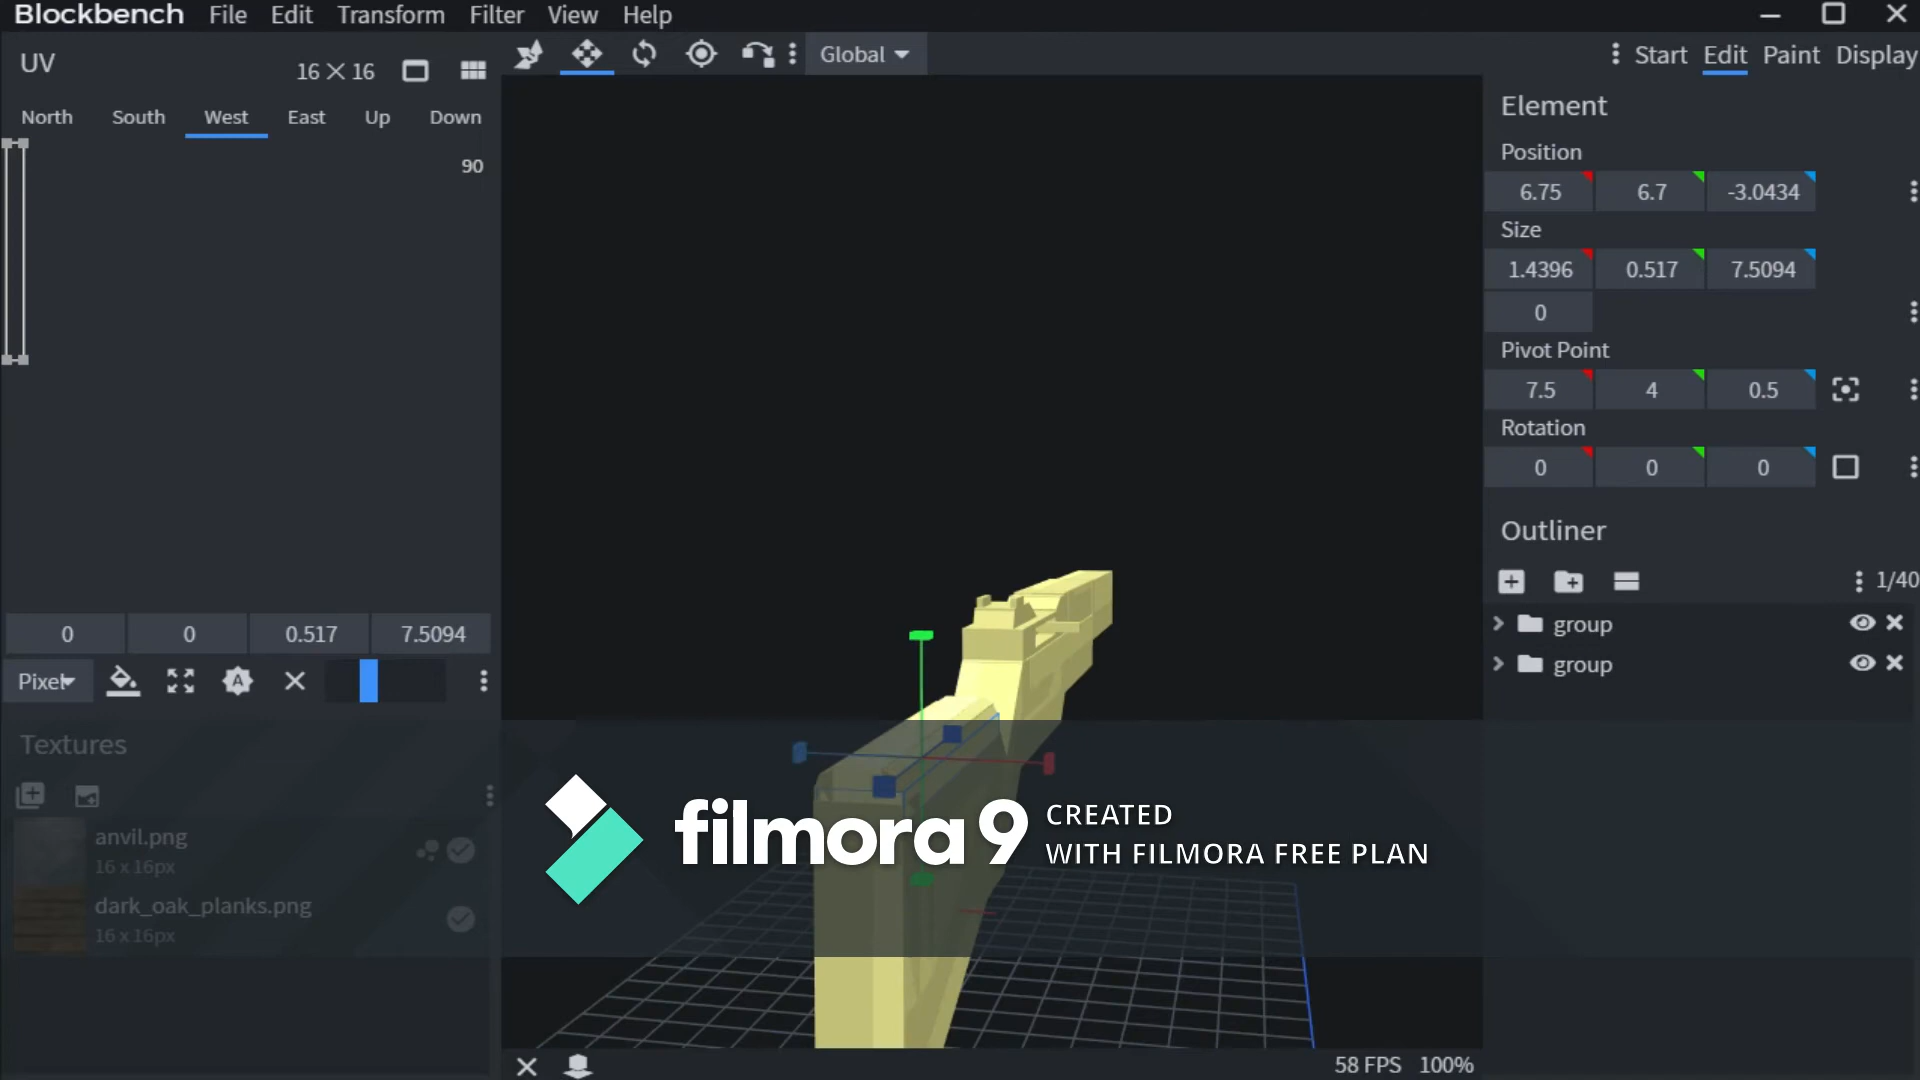 Blockbench File Edit Transform Filter View Help
Global
Start Edit Paint Display
UV
16×16
North South West East Up Down
90
0 0 0.517 7.5094
Pixel
Textures
anvil.png
16 x 16px
dark_oak_planks.png
16 x 16px
filmora9
CREATED
WITH FILMORA FREE PLAN
58 FPS 100%
Element
Position
6.75 6.7 -3.0434
Size
1.4396 0.517 7.5094
0
Pivot Point
7.5 4 0.5
Rotation
0 0 0
Outliner
1/40
group
group